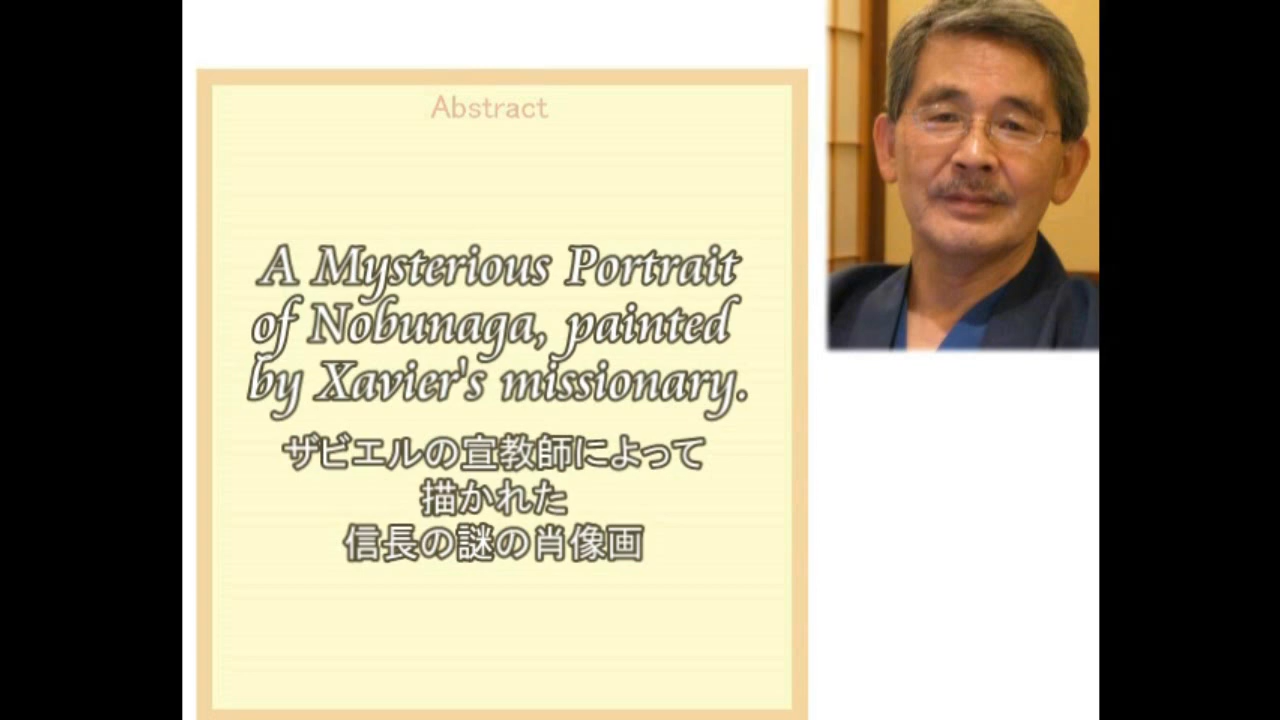 Abstract
A Mysterious Portrait
of Nobunaga, painted
by Xavier's missionary.
ザビエルの宣教師によって
描かれた
信長の謎の肖像画